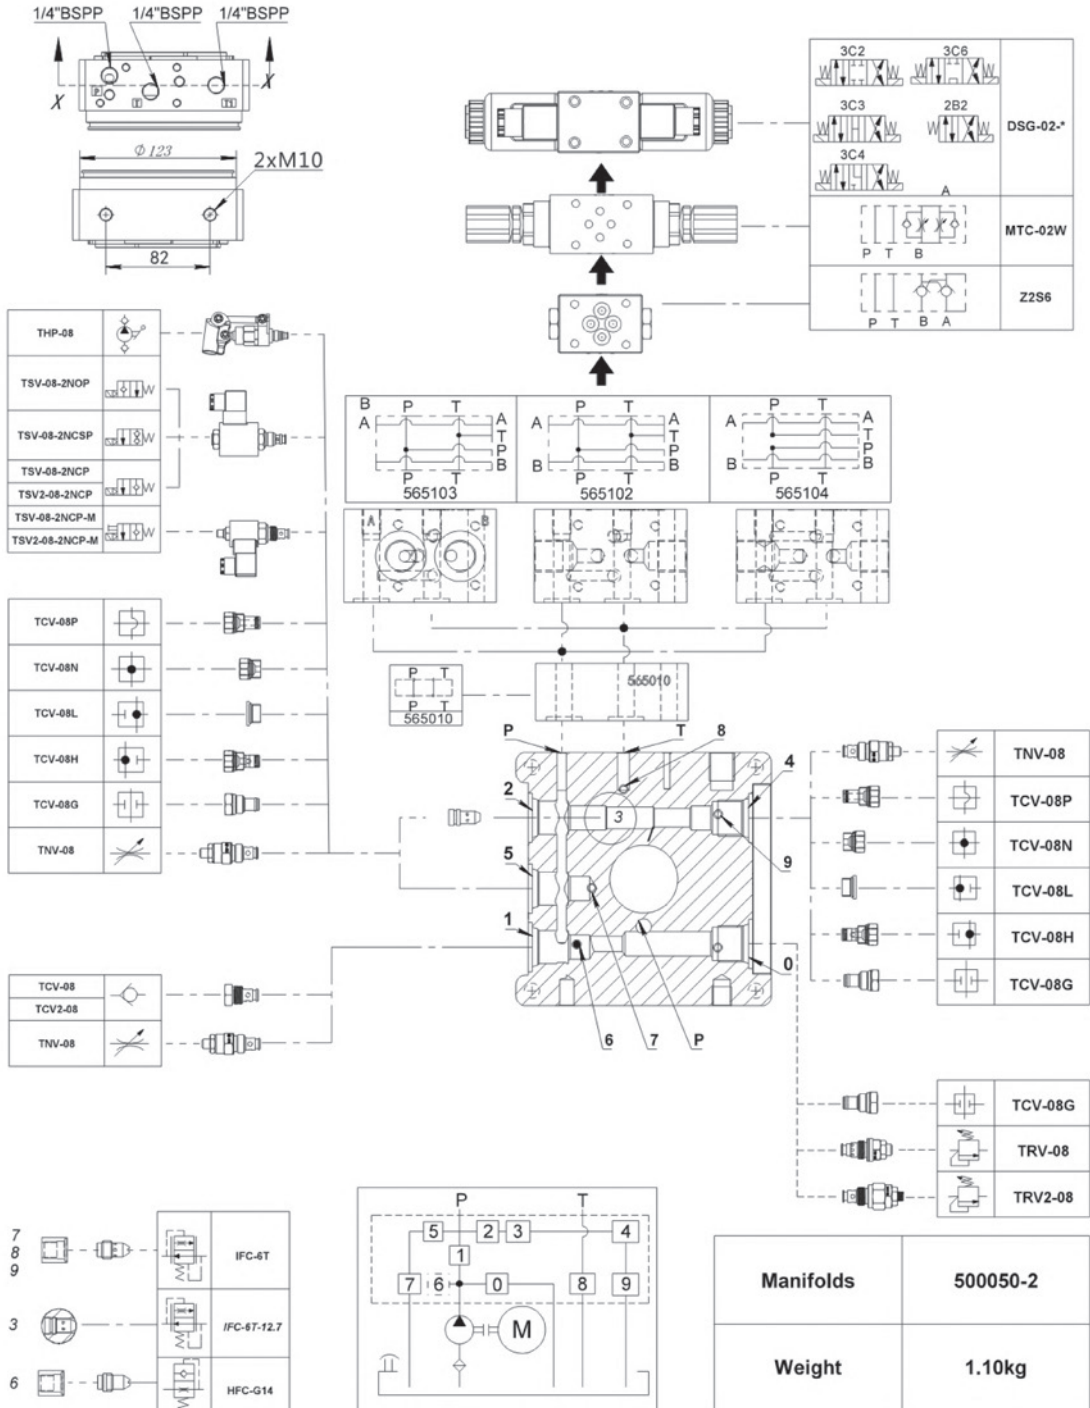 1/4"BSPP 1/4"BSPP 1/4"BSPP
X X
P T T1
Φ 123
2xM10
82
3C2 3C6
3C3 2B2
3C4
DSG-02-*
A
P T B
MTC-02W
P T B A
Z2S6
THP-08
TSV-08-2NOP
TSV-08-2NCSP
TSV-08-2NCP
TSV2-08-2NCP
TSV-08-2NCP-M
TSV2-08-2NCP-M
B P T
A A
T
P
B
P T
565103
P T
A A
T
P
B B
P T
565102
P T
A A
T
P
B B
P T
565104
A B
TCV-08P
TCV-08N
TCV-08L
TCV-08H
TCV-08G
TNV-08
P T
P T
565010
565010
P T 8
2 4
3
5 9
1 0
6 7 P
TNV-08
TCV-08P
TCV-08N
TCV-08L
TCV-08H
TCV-08G
TCV-08
TCV2-08
TNV-08
TCV-08G
TRV-08
TRV2-08
7
8
9
IFC-6T
3
IFC-6T-12.7
6
HFC-G14
P T
5 2 3 4
1
7 6 0 8 9
M
Manifolds 500050-2
Weight 1.10kg